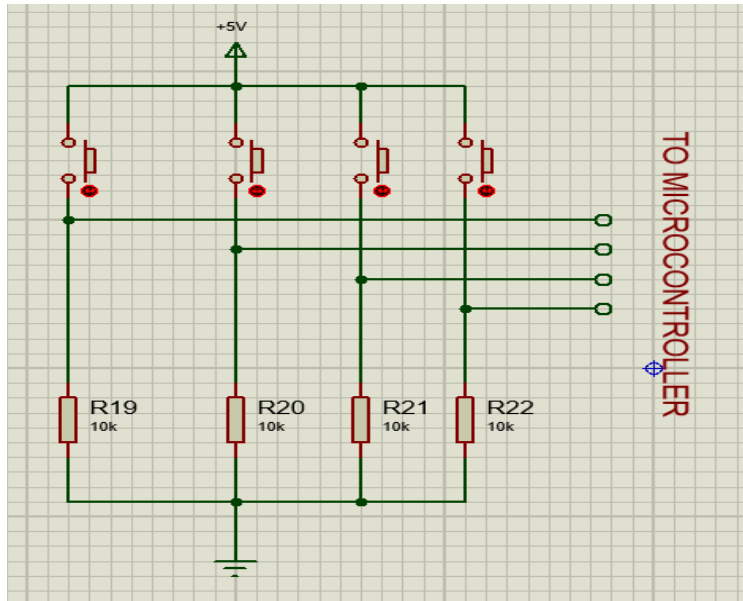 +5V
TO MICROCONTROLLER
R19
10k
R20
10k
R21
10k
R22
10k